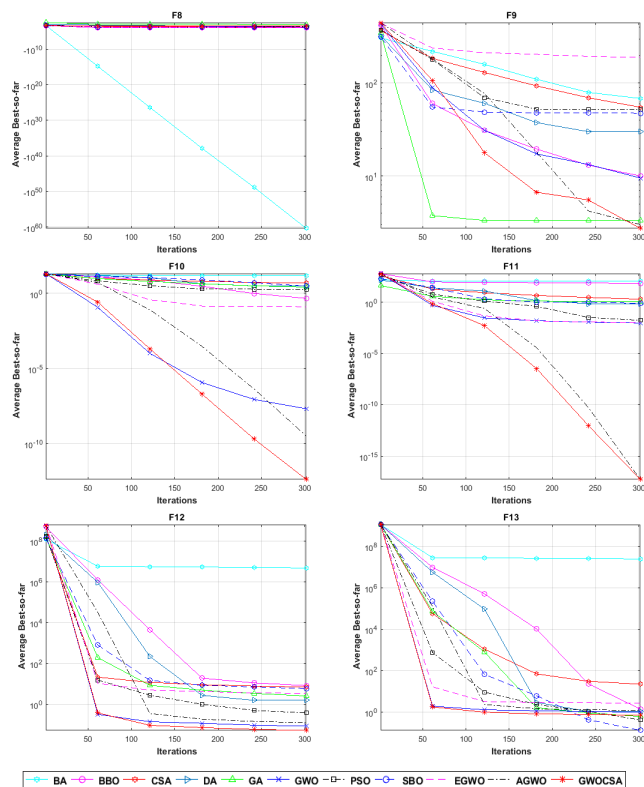 F8
-10^10
-10^20
-10^30
-10^40
-10^50
-10^60
50 100 150 200 250 300
Iterations
Average Best-so-far
F9
10^2
10^1
50 100 150 200 250 300
Iterations
Average Best-so-far
F10
10^0
10^-5
10^-10
50 100 150 200 250 300
Iterations
Average Best-so-far
F11
10^0
10^-5
10^-10
10^-15
50 100 150 200 250 300
Iterations
Average Best-so-far
F12
10^8
10^6
10^4
10^2
10^0
50 100 150 200 250 300
Iterations
Average Best-so-far
F13
10^8
10^6
10^4
10^2
10^0
50 100 150 200 250 300
Iterations
Average Best-so-far
BA BBO CSA DA GA GWO PSO SBO EGWO AGWO GWOCSA